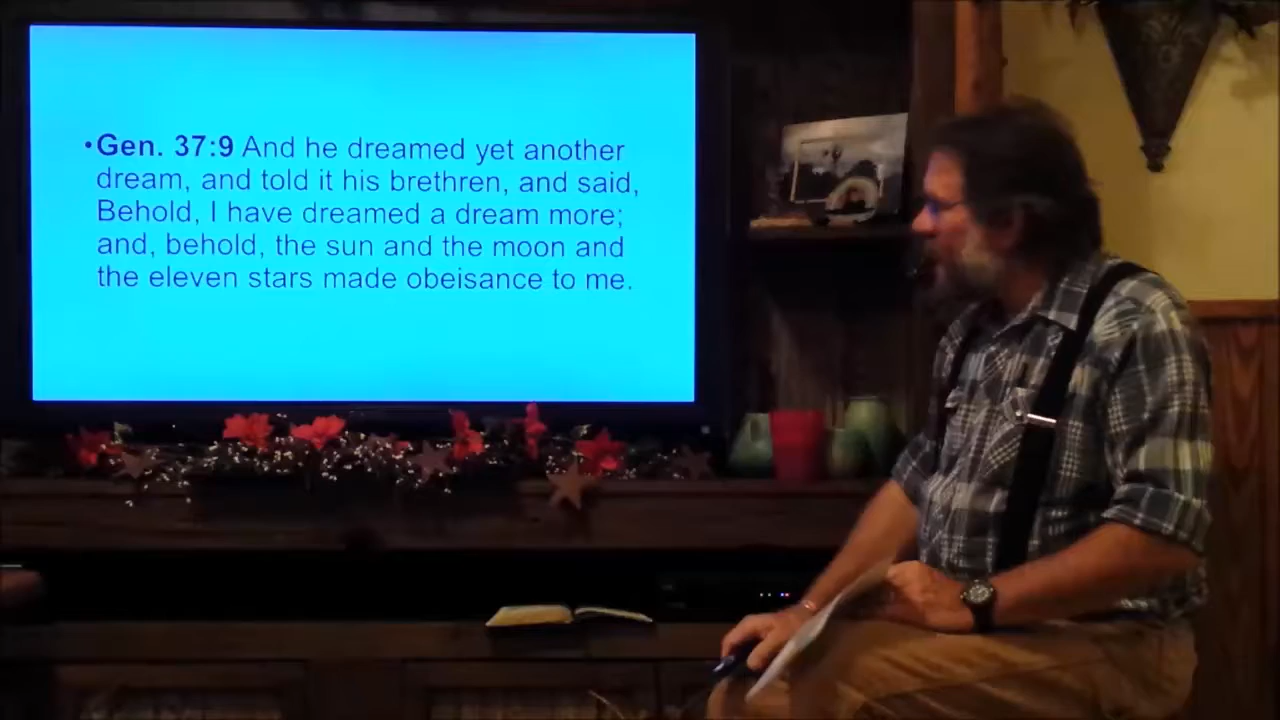 •Gen. 37:9 And he dreamed yet another
dream, and told it his brethren, and said,
Behold, I have dreamed a dream more;
and, behold, the sun and the moon and
the eleven stars made obeisance to me.